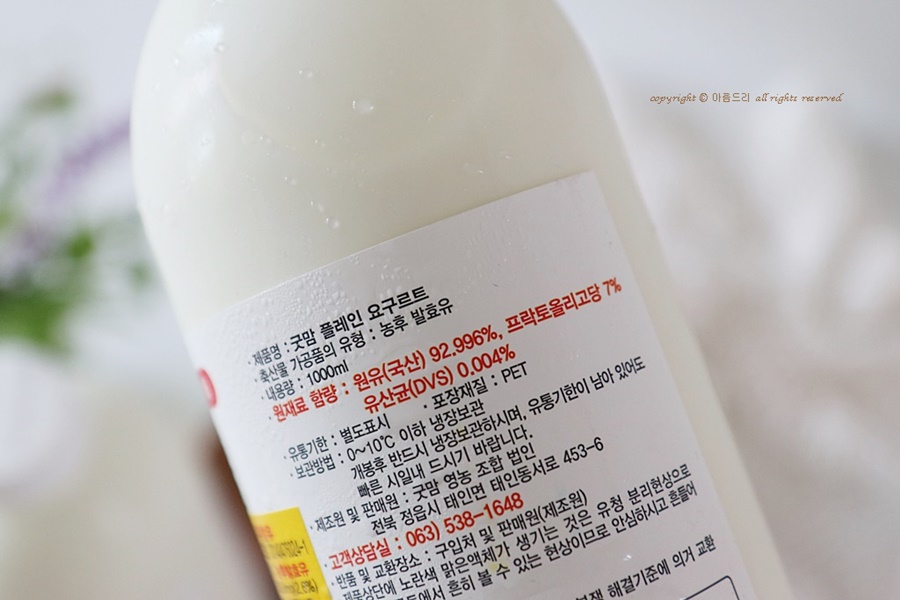 copyright © 아름드리 all rights reserved
· 제품명 : 굿맘 플레인 요구르트
· 축산물 가공품의 유형 : 농후 발효유
· 내용량 : 1000ml
· 원재료 함량 : 원유(국산) 92.996%, 프락토올리고당 7%
유산균(DVS) 0.004%
· 유통기한 : 별도표시 · 포장재질 : PET
· 보관방법 : 0~10℃ 이하 냉장보관
개봉후 반드시 냉장보관하시며, 유통기한이 남아 있어도
빠른 시일내 드시기 바랍니다.
· 제조원 및 판매원 : 굿맘 영농 조합 법인
전북 정읍시 태인면 태인동서로 453-6
고객상담실 : 063) 538-1648
· 반품 및 교환장소 : 구입처 및 판매원(제조원)
· 제품상단에 노란색 맑은액체가 생기는 것은 유청 분리현상으로
흔히 볼 수 있는 현상이므로 안심하시고 흔들어
해결기준에 의거 교환
발효유